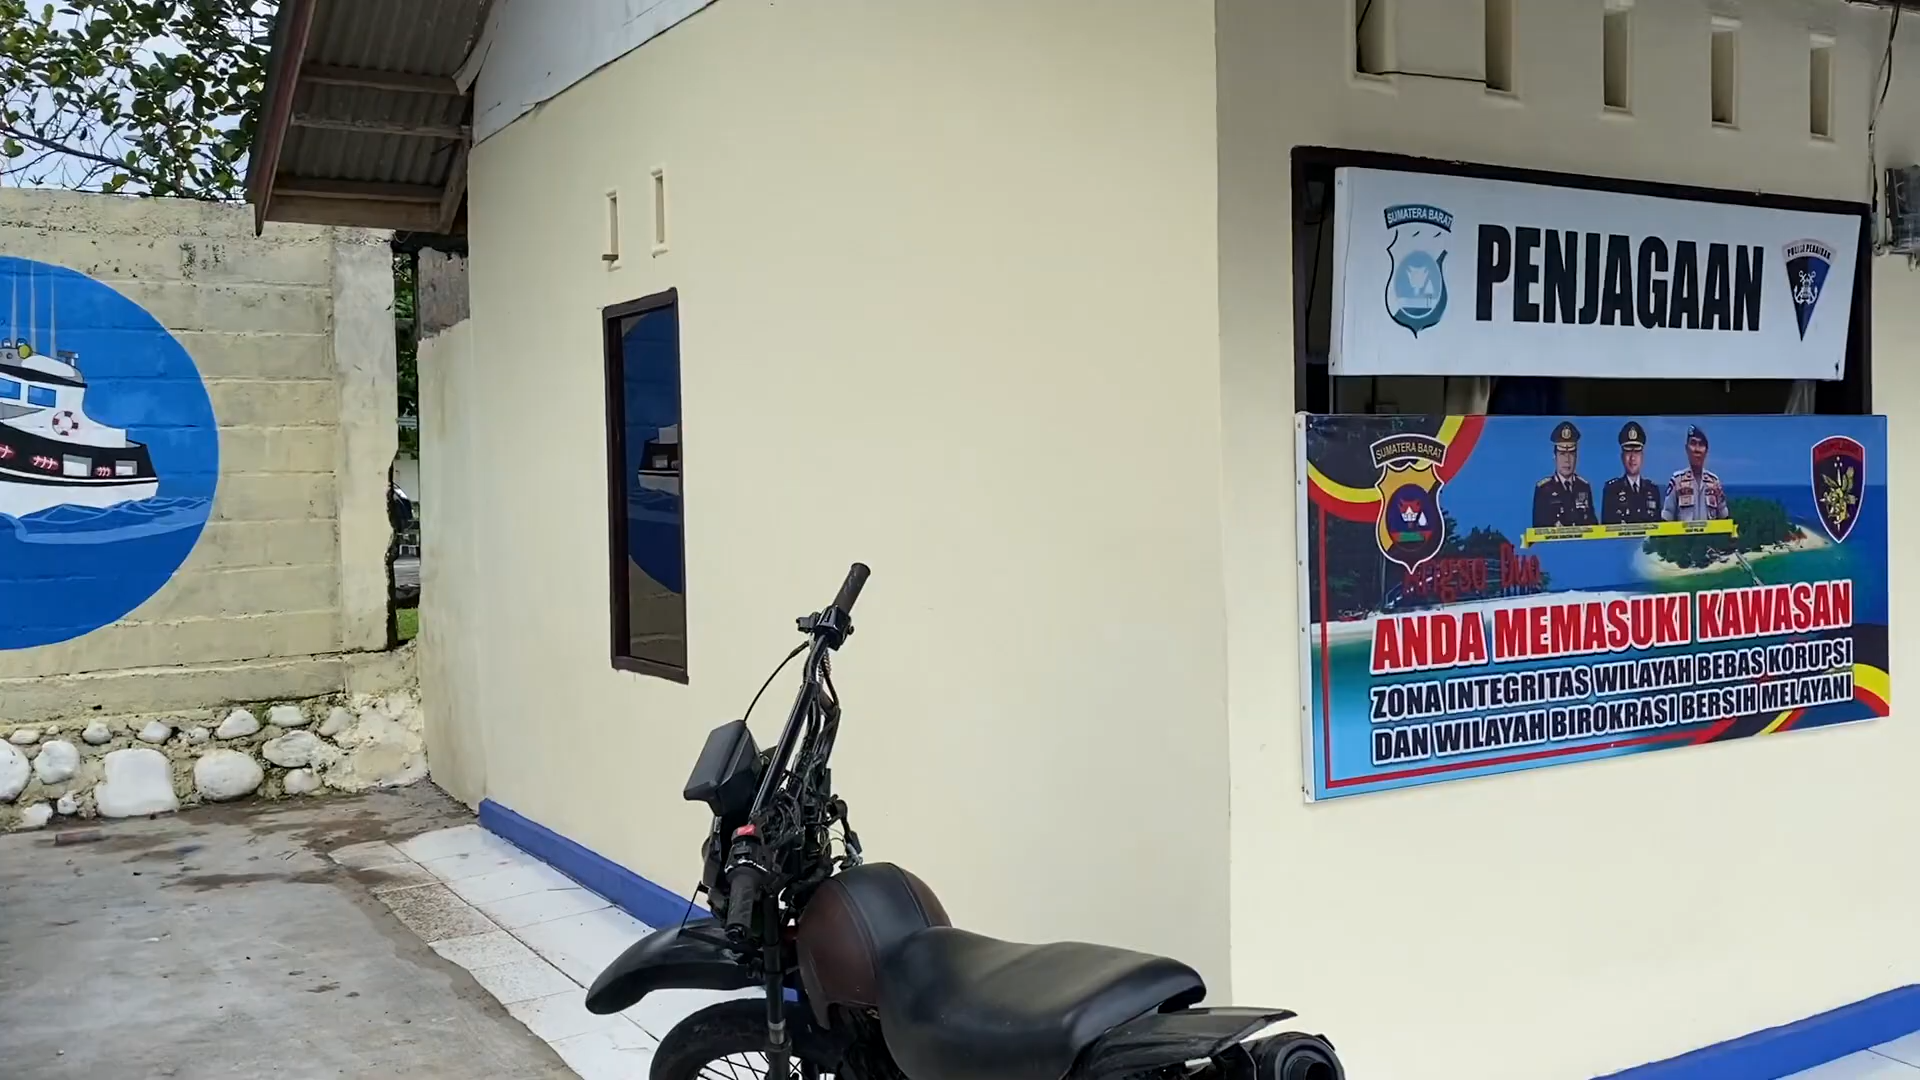 SUMATERA BARAT
PENJAGAAN
SUMATERA BARAT
ANDA MEMASUKI KAWASAN
ZONA INTEGRITAS WILAYAH BEBAS KORUPSI
DAN WILAYAH BIROKRASI BERSIH MELAYANI